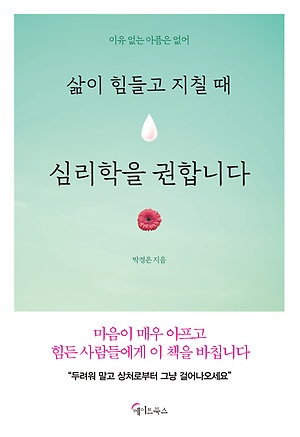 이유 없는 아픔은 없어
삶이 힘들고 지칠 때
심리학을 권합니다
박경은 지음
마음이 매우 아프고
힘든 사람들에게 이 책을 바칩니다
“두려워 말고 상처로부터 그냥 걸어나오세요”
메이트북스